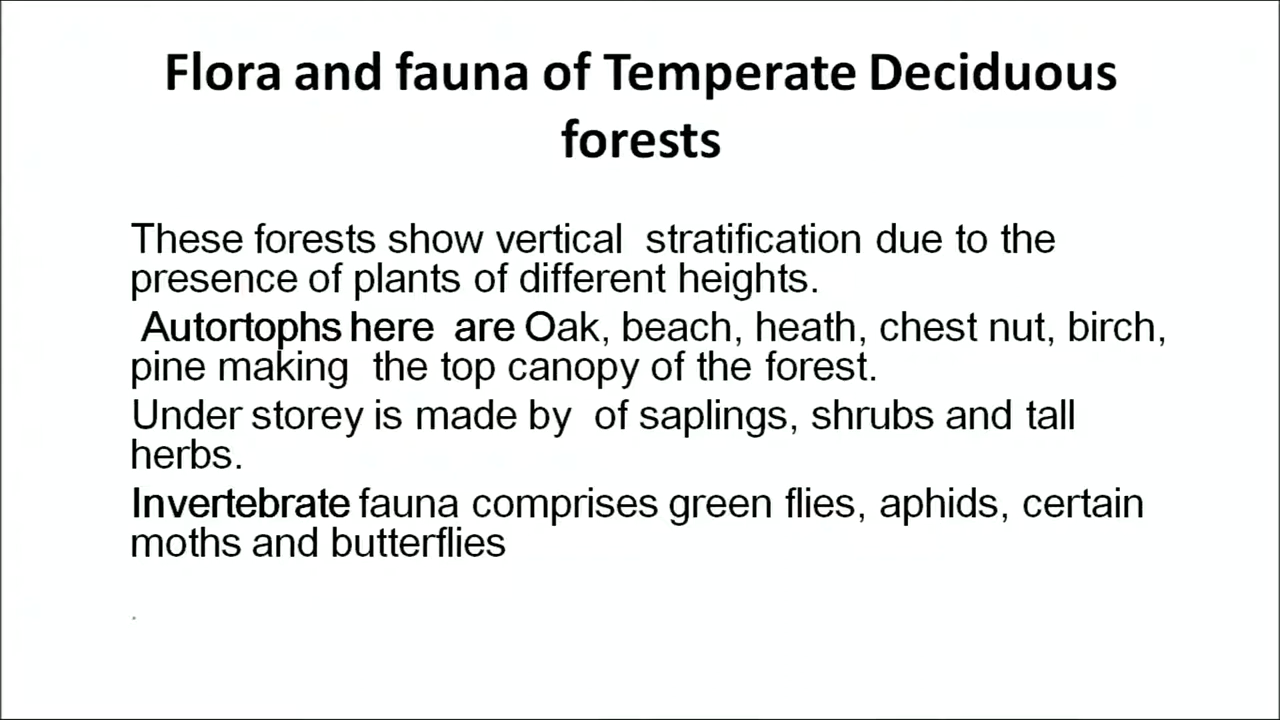 Flora and fauna of Temperate Deciduous
forests
These forests show vertical stratification due to the
presence of plants of different heights.
Autortophs here are Oak, beach, heath, chest nut, birch,
pine making the top canopy of the forest.
Under storey is made by of saplings, shrubs and tall
herbs.
Invertebrate fauna comprises green flies, aphids, certain
moths and butterflies
.